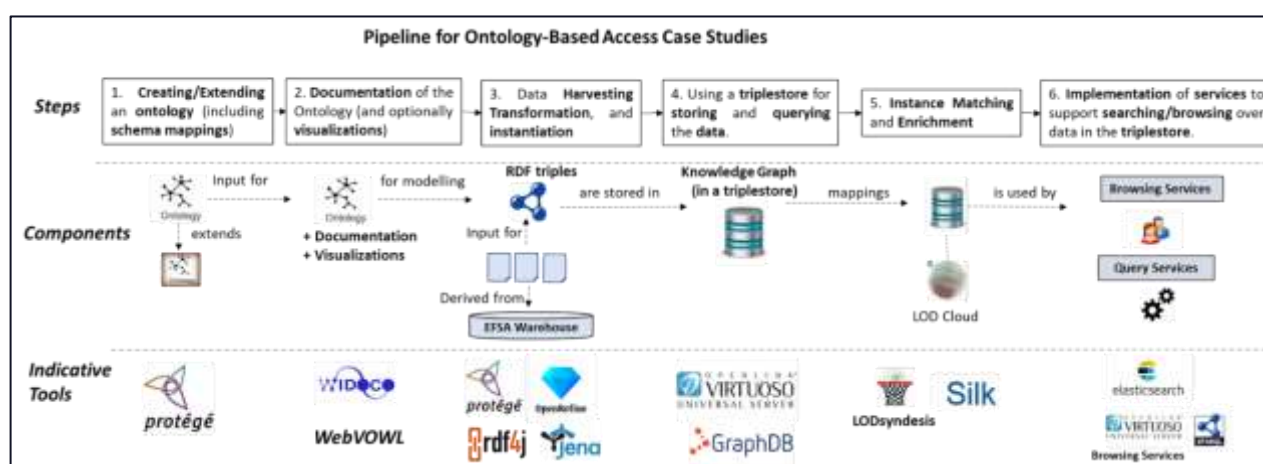 Pipeline for Ontology-Based Access Case Studies
Steps
1. Creating/Extending
an ontology (including
schema mappings)
2. Documentation of the
Ontology (and optionally
visualizations)
3. Data Harvesting
Transformation, and
instantiation
4. Using a triplestore for
storing and querying
the data.
5. Instance Matching
and Enrichment
6. Implementation of services to
support searching/browsing over
data in the triplestore.
Components
Ontology
Input for
extends
Ontology
+ Documentation
+ Visualizations
for modelling
RDF triples
Input for
Derived from
EFSA Warehouse
are stored in
Knowledge Graph
(in a triplestore)
mappings
LOD Cloud
is used by
Browsing Services
Query Services
Indicative
Tools
protégé
WIDOCO
WebVOWL
protégé
OpenRefine
rdf4j
jena
OPENLINK
VIRTUOSO
UNIVERSAL SERVER
GraphDB
LODsyndesis
Silk
elasticsearch
VIRTUOSO
UNIVERSAL SERVER
Browsing Services